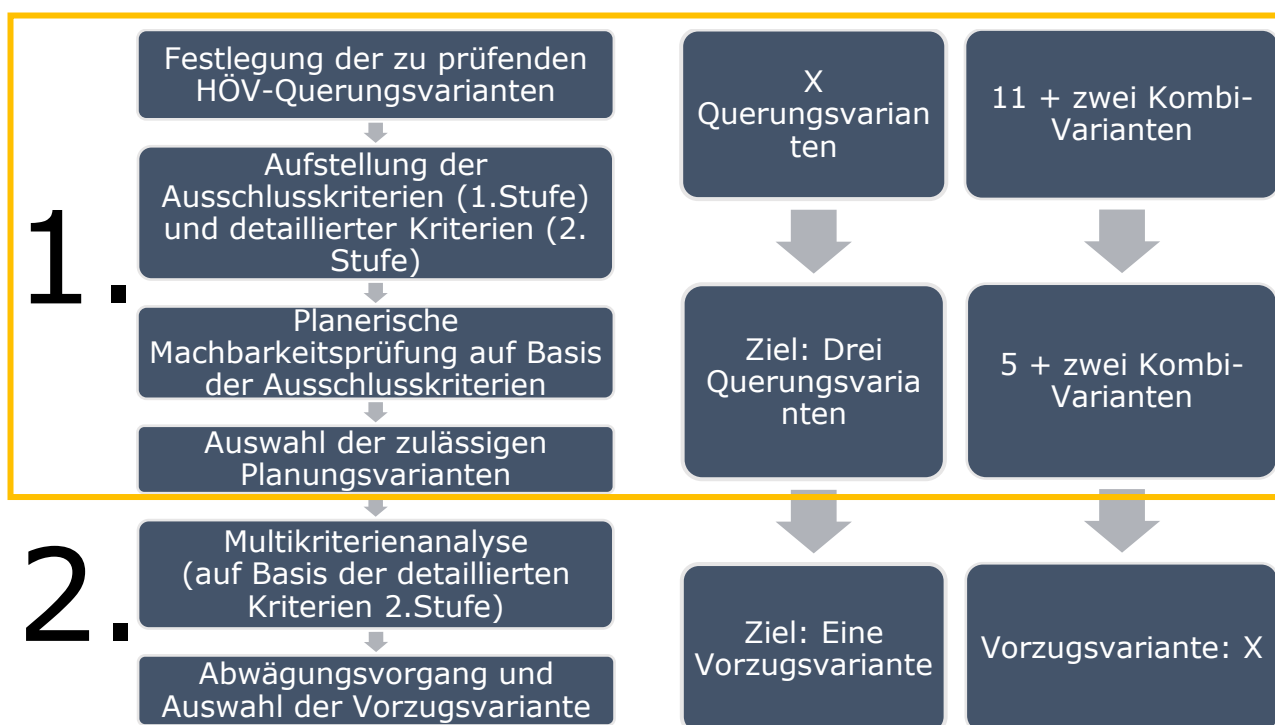 1.
Festlegung der zu prüfenden
HÖV-Querungsvarianten
Aufstellung der
Ausschlusskriterien (1.Stufe)
und detaillierter Kriterien (2.
Stufe)
Planerische
Machbarkeitsprüfung auf Basis
der Ausschlusskriterien
Auswahl der zulässigen
Planungsvarianten
2.
Multikriterienanalyse
(auf Basis der detaillierten
Kriterien 2.Stufe)
Abwägungsvorgang und
Auswahl der Vorzugsvariante
X
Querungsvarian
ten
Ziel: Drei
Querungsvaria
nten
Ziel: Eine
Vorzugsvariante
11 + zwei Kombi-
Varianten
5 + zwei Kombi-
Varianten
Vorzugsvariante: X